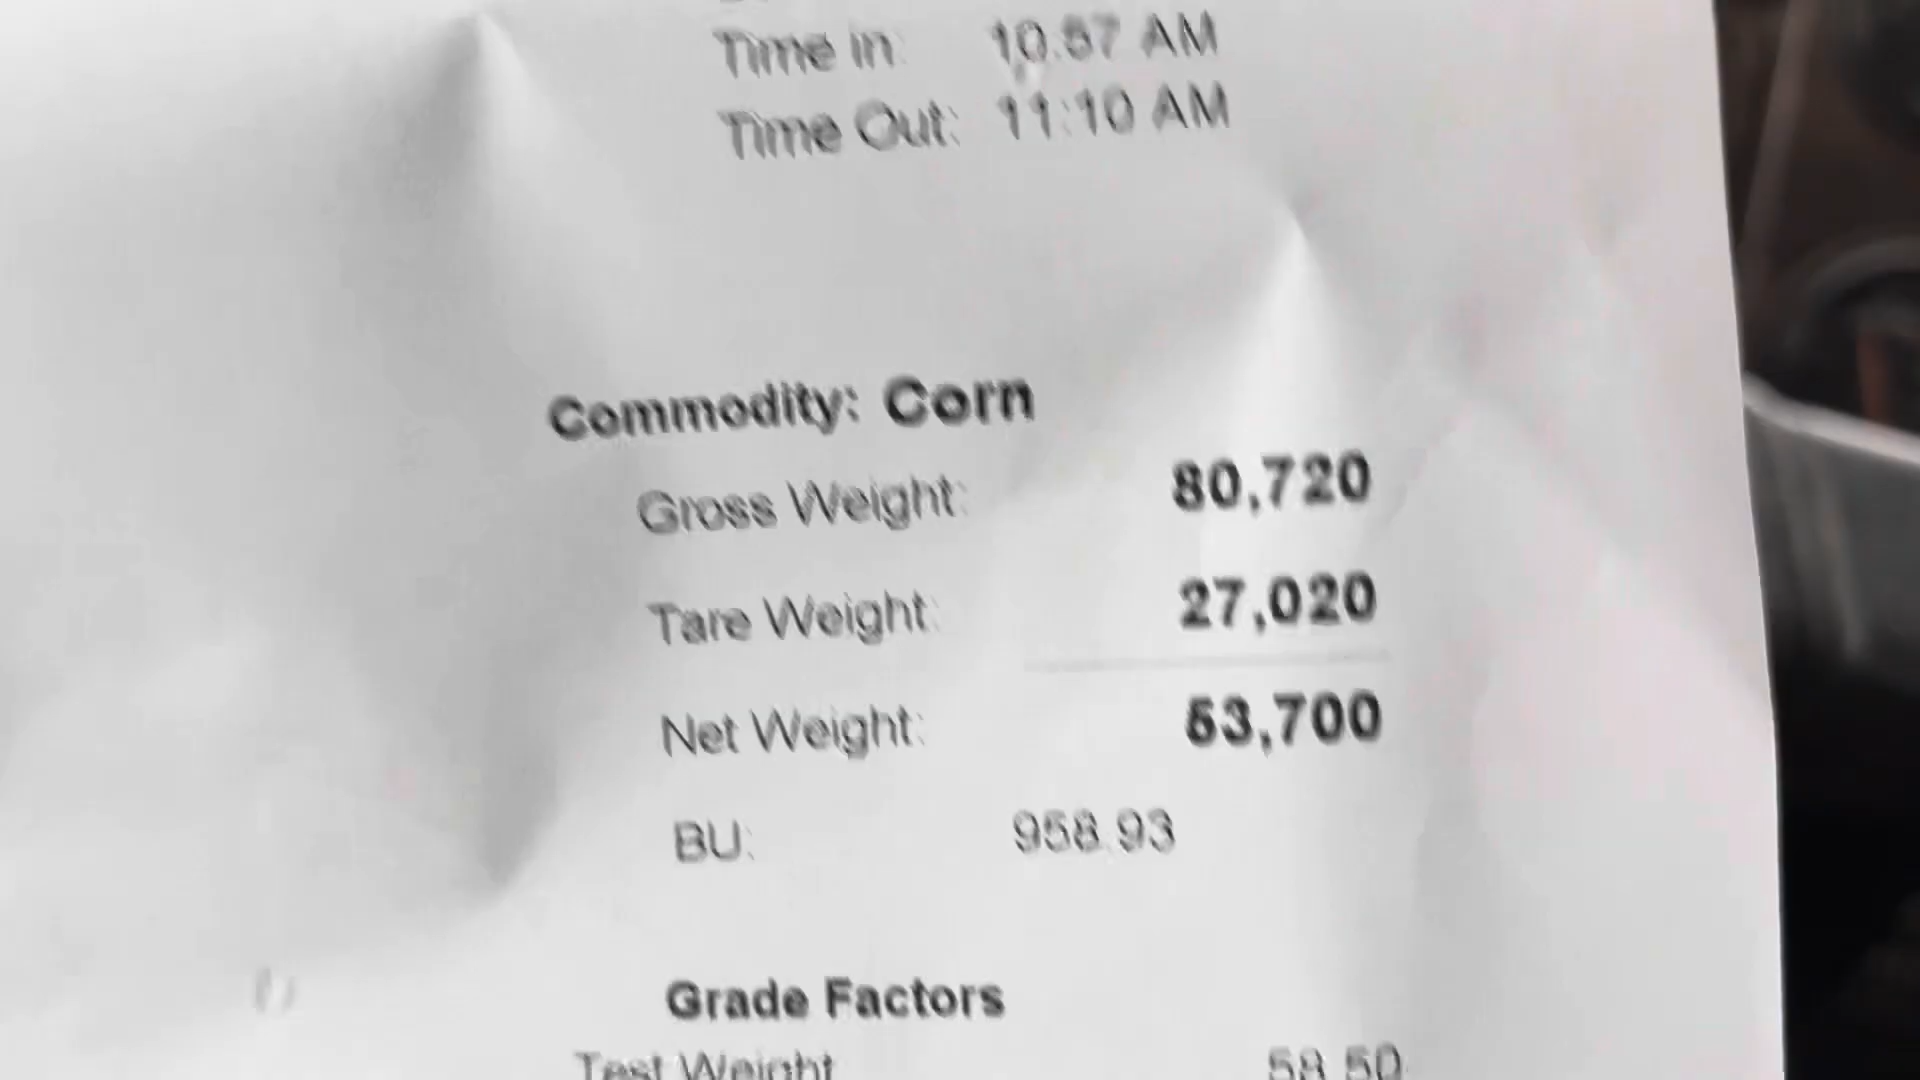 Time in: 10:57 AM
Time Out: 11:10 AM
Commodity: Corn
Gross Weight: 80,720
Tare Weight: 27,020
Net Weight: 53,700
BU: 958.93
Grade Factors
Test Weight 58.50